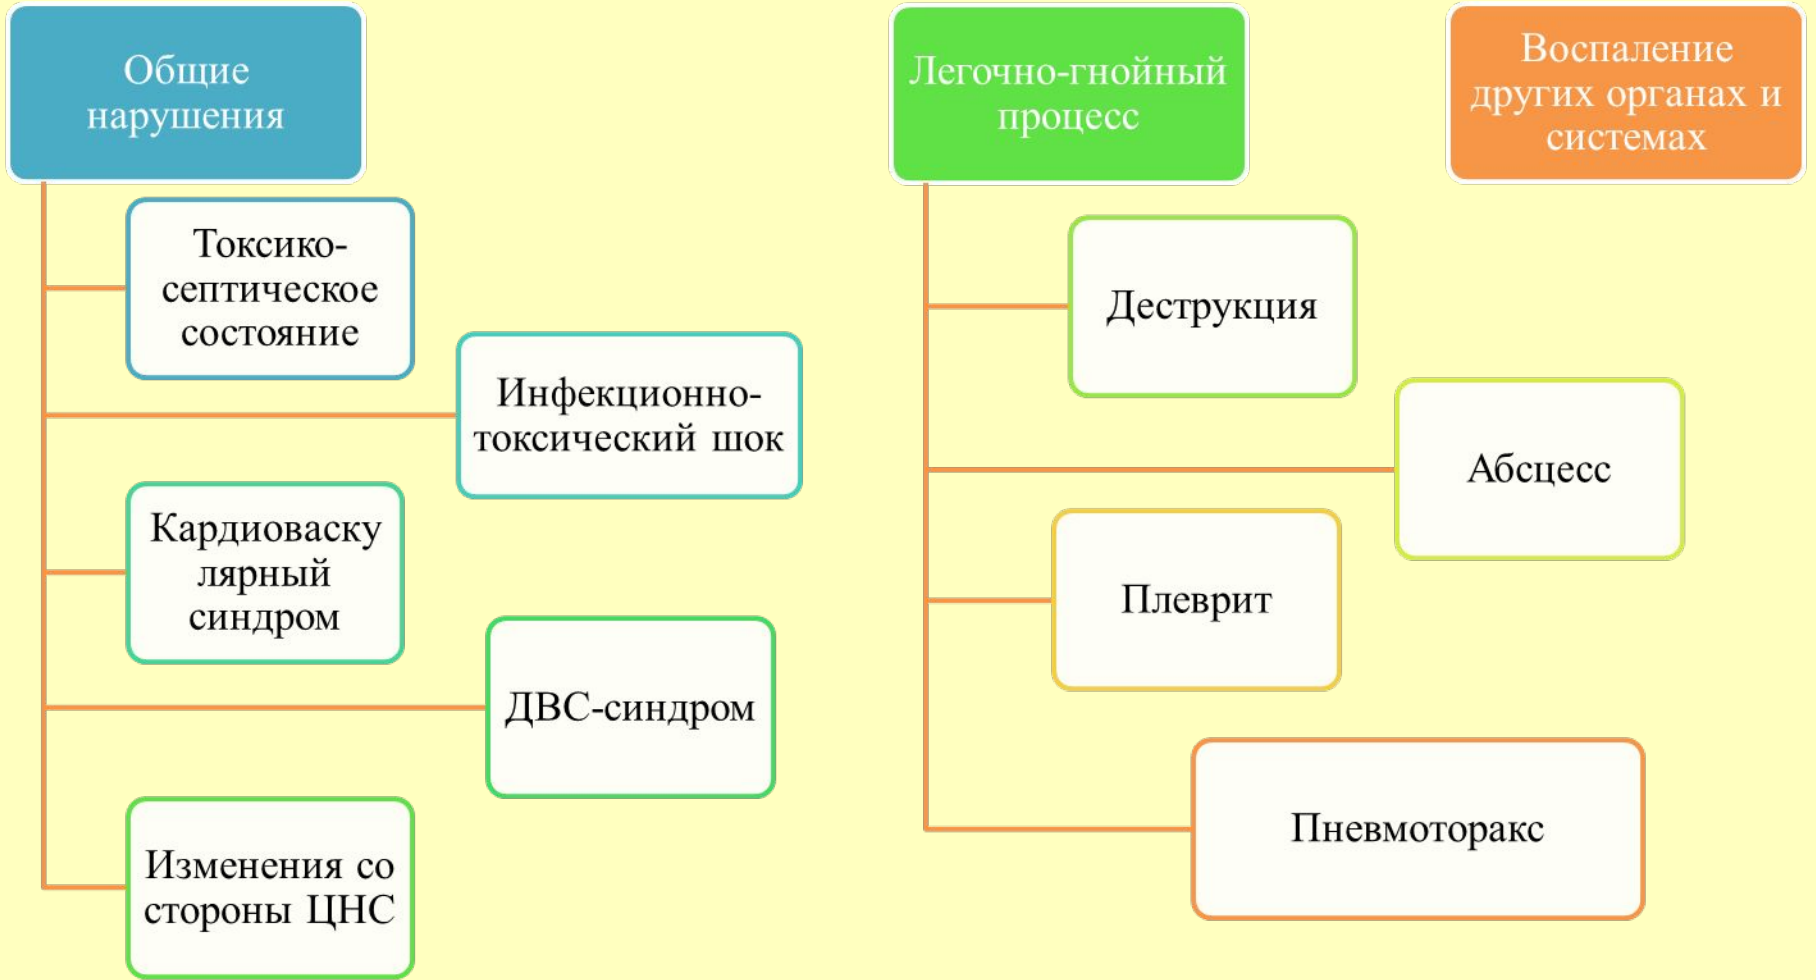 Общие
нарушения
Токсико-
септическое
состояние
Инфекционно-
токсический шок
Кардиоваску
лярный
синдром
ДВС-синдром
Изменения со
стороны ЦНС
Легочно-гнойный
процесс
Деструкция
Абсцесс
Плеврит
Пневмоторакс
Воспаление
других органах и
системах